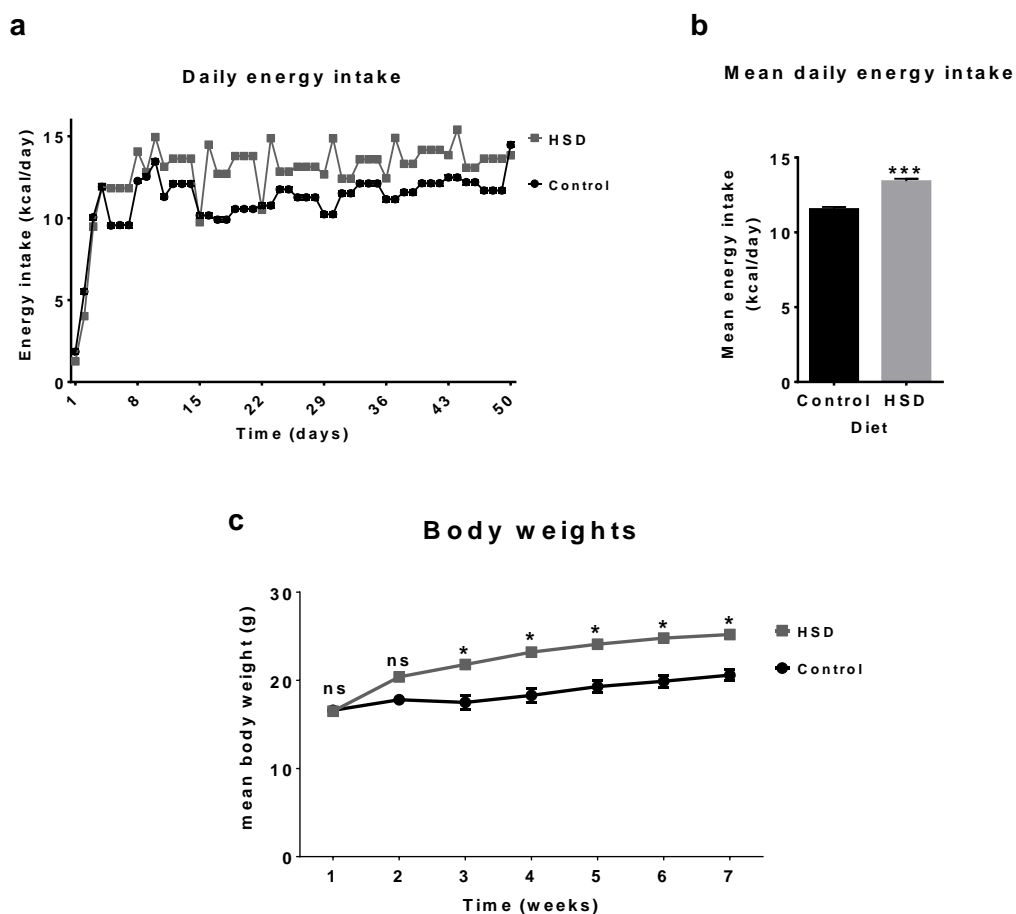 a
Daily energy intake
Energy intake (kcal/day)
15
10
5
0
1 8 15 22 29 36 43 50
Time (days)
HSD
Control
b
Mean daily energy intake
Mean energy intake
(kcal/day)
15
10
5
0
***
Control HSD
Diet
c
Body weights
mean body weight (g)
30
20
10
0
ns ns * * * * *
1 2 3 4 5 6 7
Time (weeks)
HSD
Control